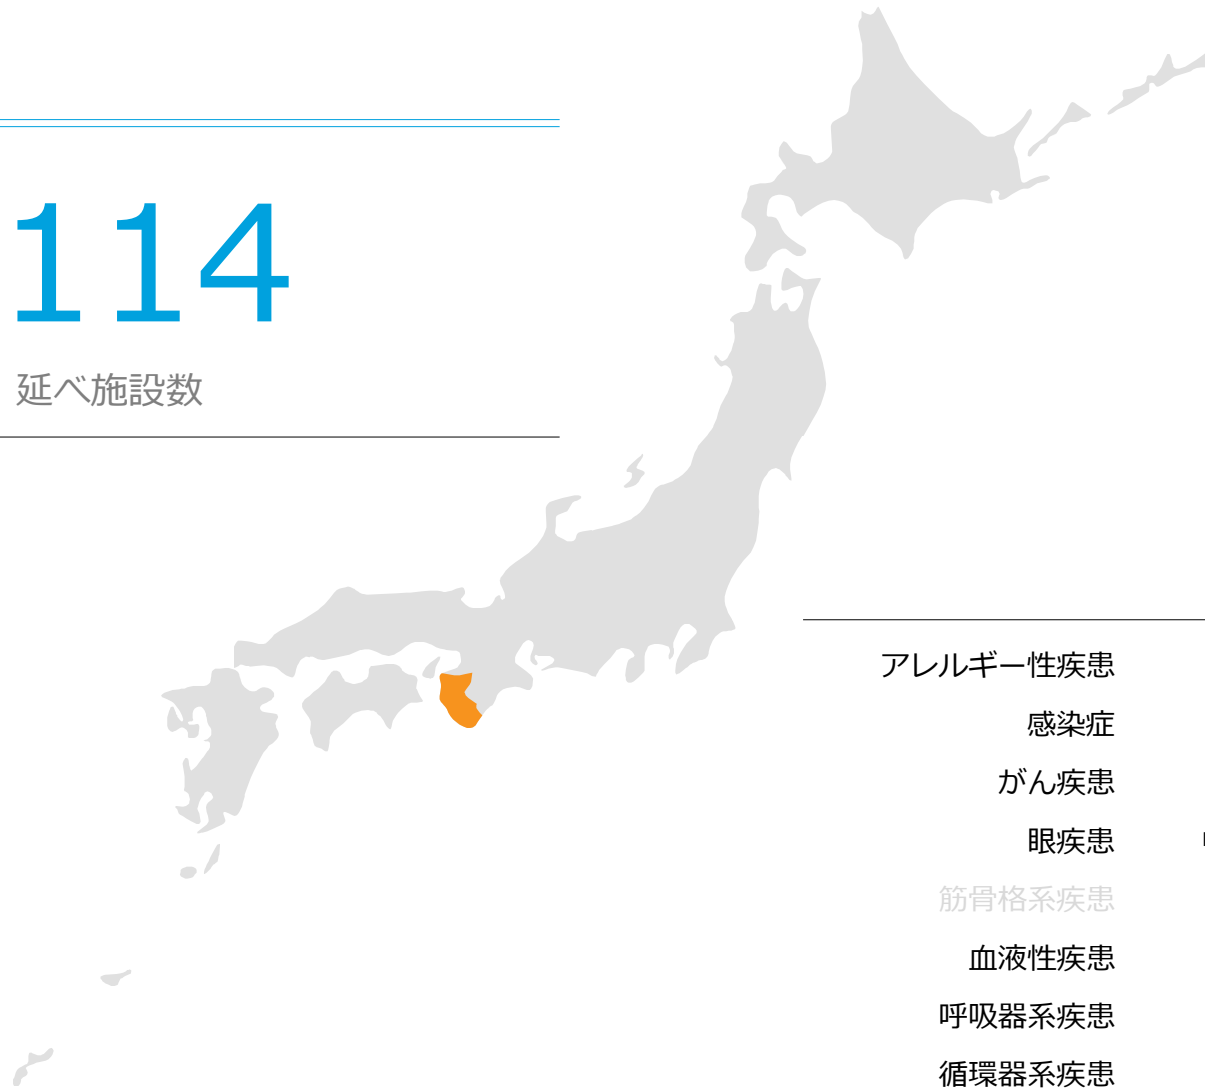 114
延べ施設数
アレルギー性疾患
感染症
がん疾患
眼疾患
筋骨格系疾患
血液性疾患
呼吸器系疾患
循環器系疾患